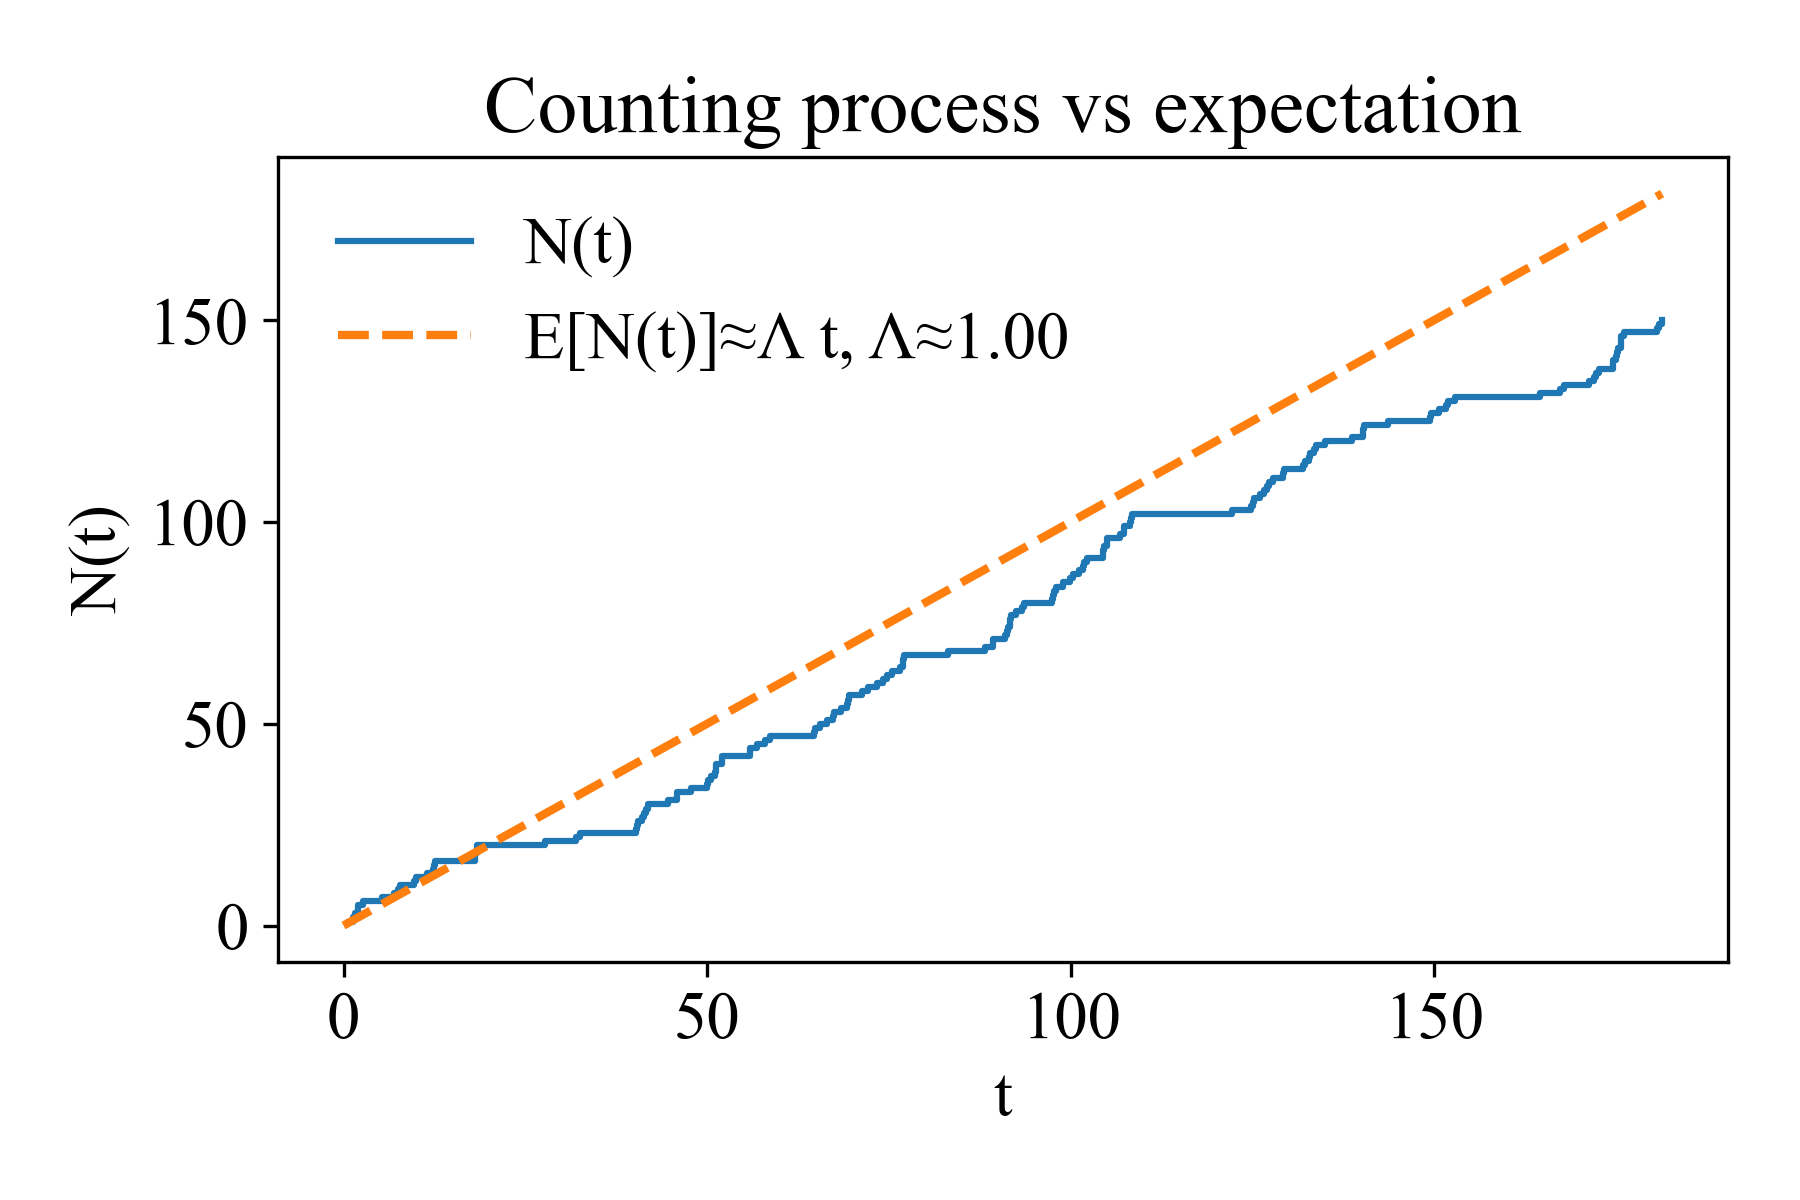 Counting process vs expectation
N(t)
E[N(t)]≈Λ t, Λ≈1.00
150
100
50
0
N(t)
0 50 100 150
t